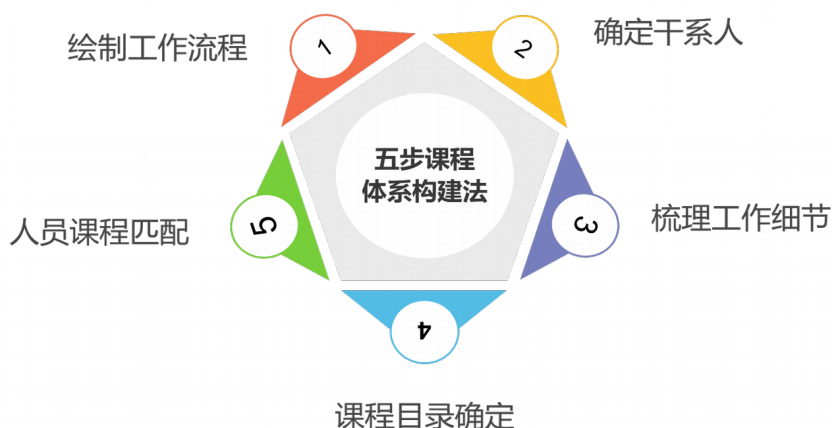 绘制工作流程
1
2
确定干系人
五步课程
体系构建法
人员课程匹配
5
3
梳理工作细节
4
课程目录确定